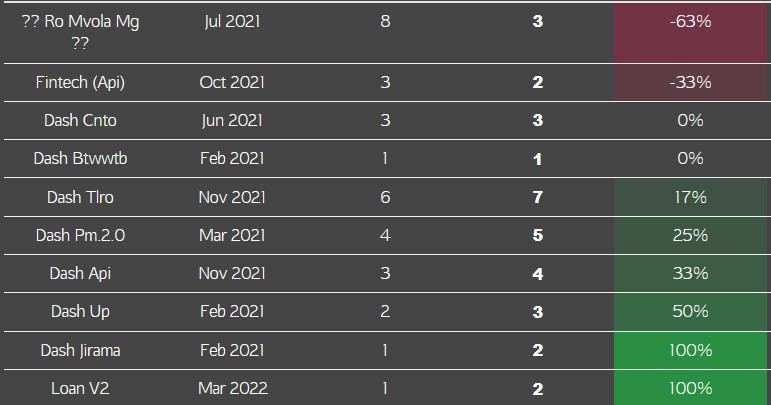 ?? Ro Mvola Mg Jul 2021 8 3 -63%
??
Fintech (Api) Oct 2021 3 2 -33%
Dash Cnto Jun 2021 3 3 0%
Dash Btwwtb Feb 2021 1 1 0%
Dash Tlro Nov 2021 6 7 17%
Dash Pm.2.0 Mar 2021 4 5 25%
Dash Api Nov 2021 3 4 33%
Dash Up Feb 2021 2 3 50%
Dash Jirama Feb 2021 1 2 100%
Loan V2 Mar 2022 1 2 100%